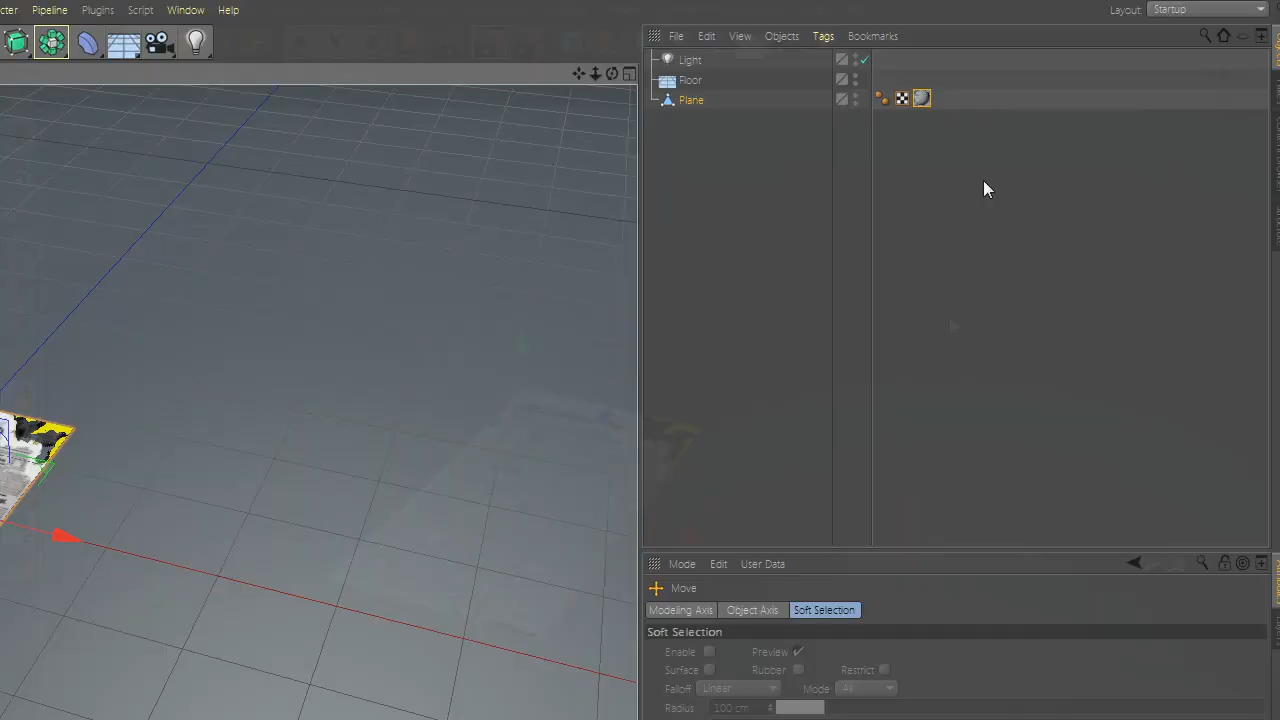 cter Pipeline Plugins Script Window Help Layout: Startup
File Edit View Objects Tags Bookmarks
Light
Floor
Plane
Mode Edit User Data
Move
Modeling Axis Object Axis Soft Selection
Soft Selection
Enable Preview
Surface Rubber Restrict
Falloff Linear Mode All
Radius 100 cm